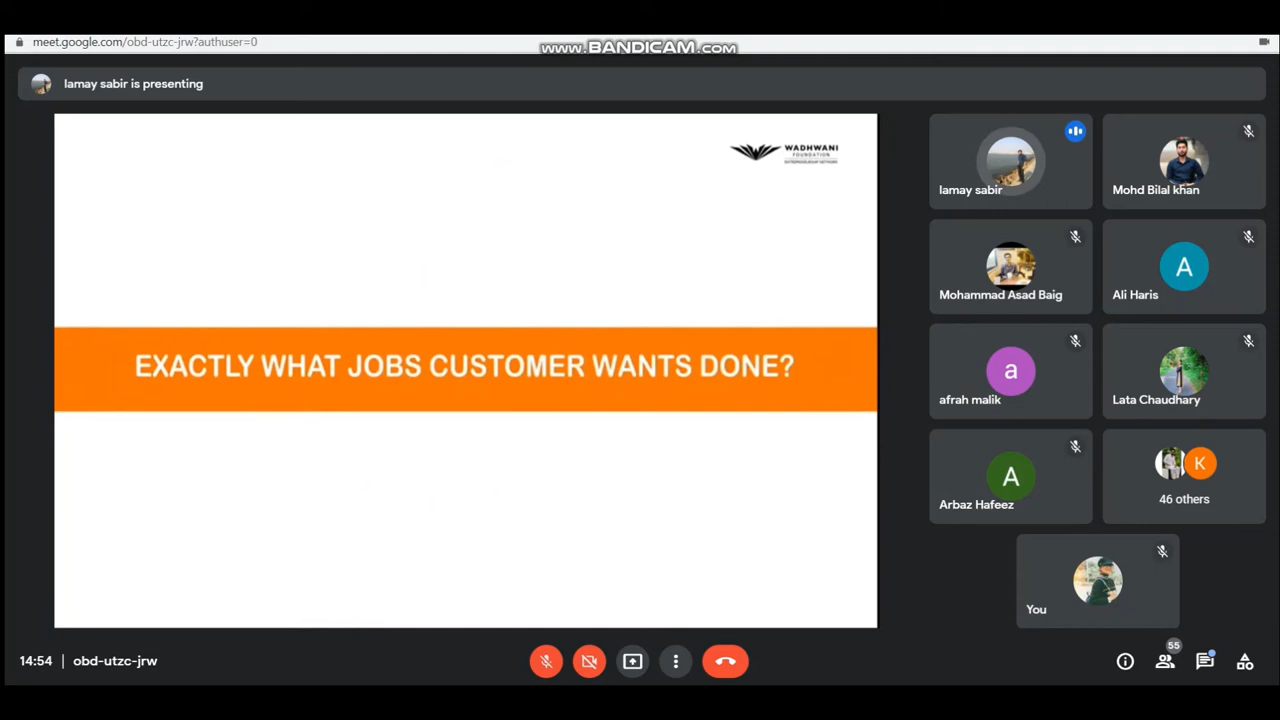 meet.google.com/obd-utzc-jrw?authuser=0
WWW.BANDICAM.COM
lamay sabir is presenting
WADHWANI
FOUNDATION
ENTREPRENEURSHIP NETWORK
EXACTLY WHAT JOBS CUSTOMER WANTS DONE?
lamay sabir
Mohd Bilal khan
Mohammad Asad Baig
A
Ali Haris
a
afrah malik
Lata Chaudhary
A
Arbaz Hafeez
K
46 others
You
14:54 | obd-utzc-jrw
55